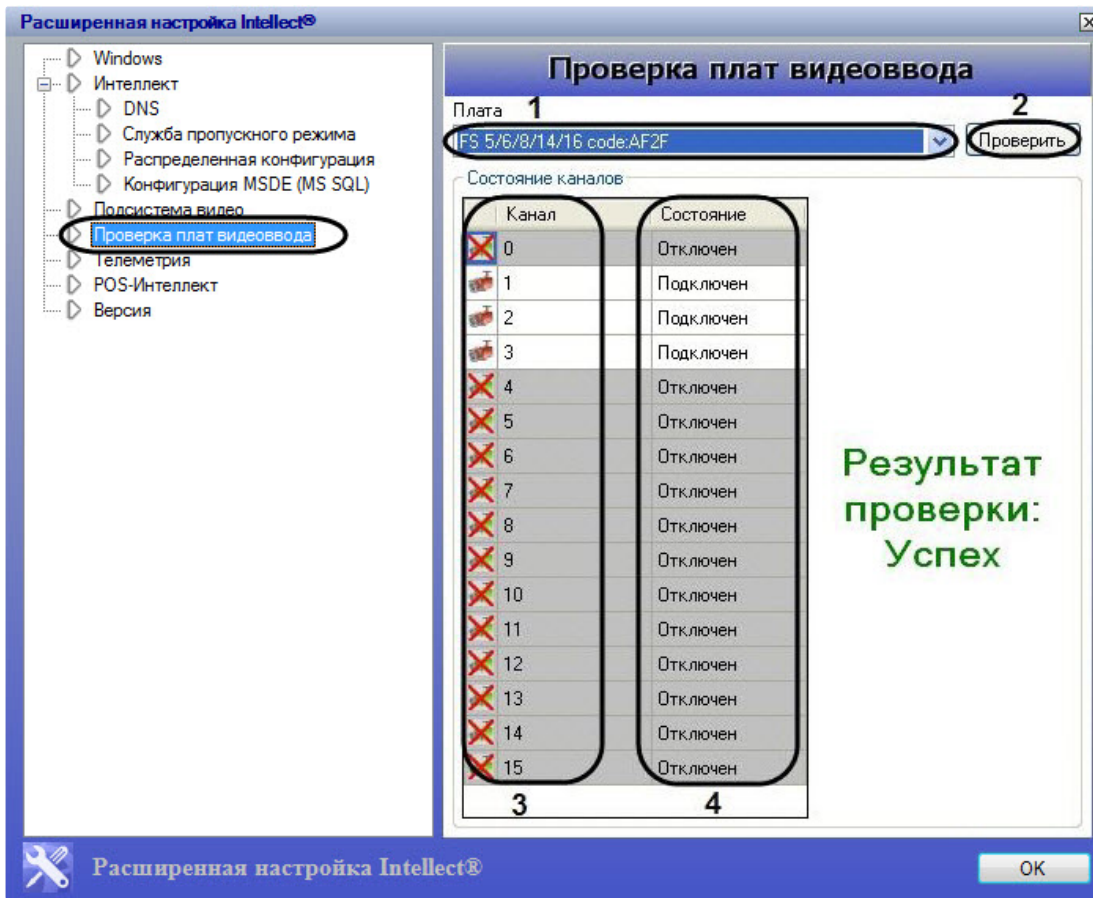 Расширенная настройка Intellect®
Windows
Интеллект
DNS
Служба пропускного режима
Распределенная конфигурация
Конфигурация MSDE (MS SQL)
Подсистема видео
Проверка плат видеоввода
Телеметрия
POS-Интеллект
Версия
Проверка плат видеоввода
Плата 1 2
FS 5/6/8/14/16 code:AF2F Проверить
Состояние каналов
Канал Состояние
0 Отключен
1 Подключен
2 Подключен
3 Подключен
4 Отключен
5 Отключен
6 Отключен
7 Отключен
8 Отключен
9 Отключен
10 Отключен
11 Отключен
12 Отключен
13 Отключен
14 Отключен
15 Отключен
3 4
Результат
проверки:
Успех
Расширенная настройка Intellect®
OK